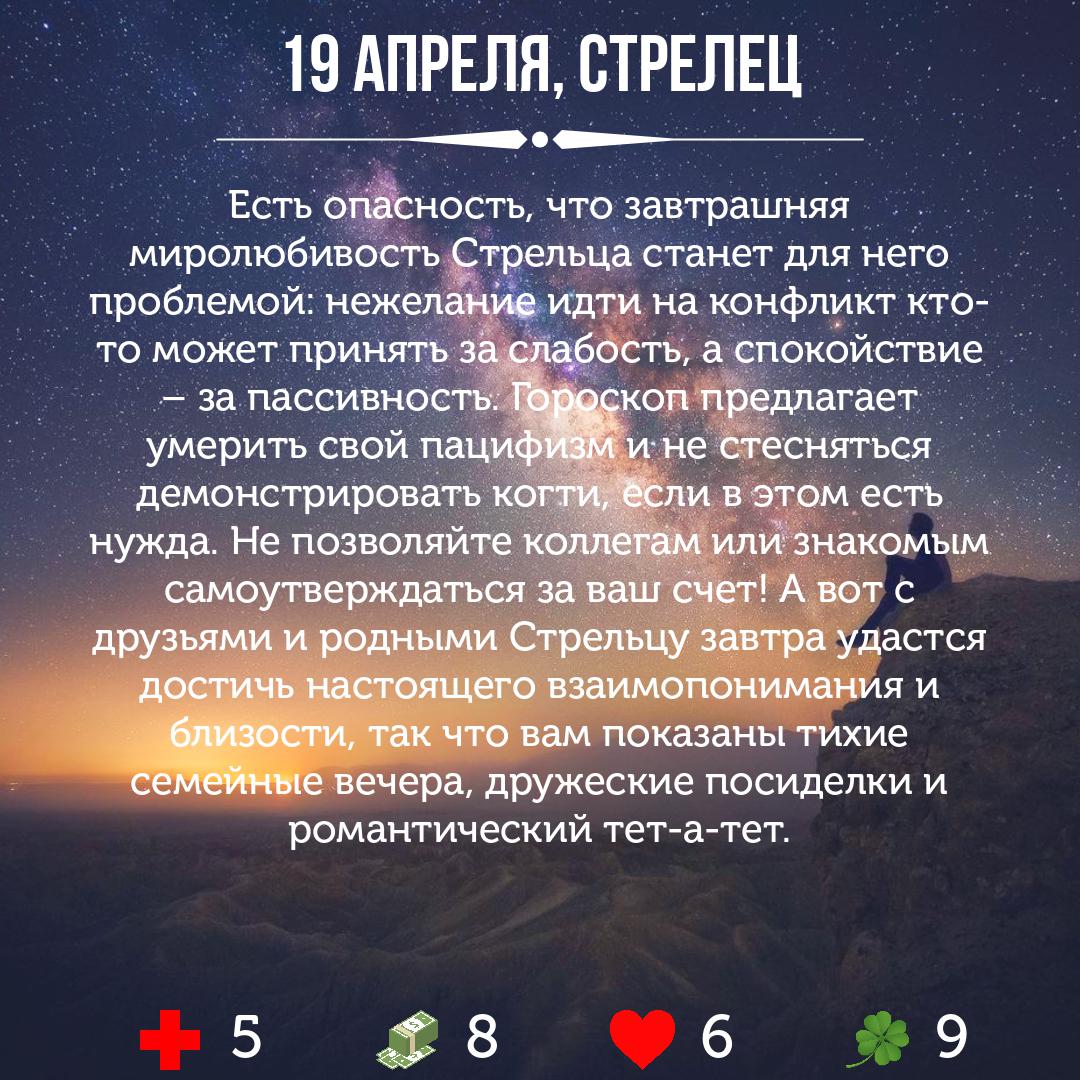 19 АПРЕЛЯ, СТРЕЛЕЦ
Есть опасность, что завтрашняя
миролюбивость Стрельца станет для него
проблемой: нежелание идти на конфликт кто-
то может принять за слабость, а спокойствие
– за пассивность. Гороскоп предлагает
умерить свой пацифизм и не стесняться
демонстрировать когти, если в этом есть
нужда. Не позволяйте коллегам или знакомым
самоутверждаться за ваш счет! А вот с
друзьями и родными Стрельцу завтра удастся
достичь настоящего взаимопонимания и
близости, так что вам показаны тихие
семейные вечера, дружеские посиделки и
романтический тет-а-тет.
5 8 6 9